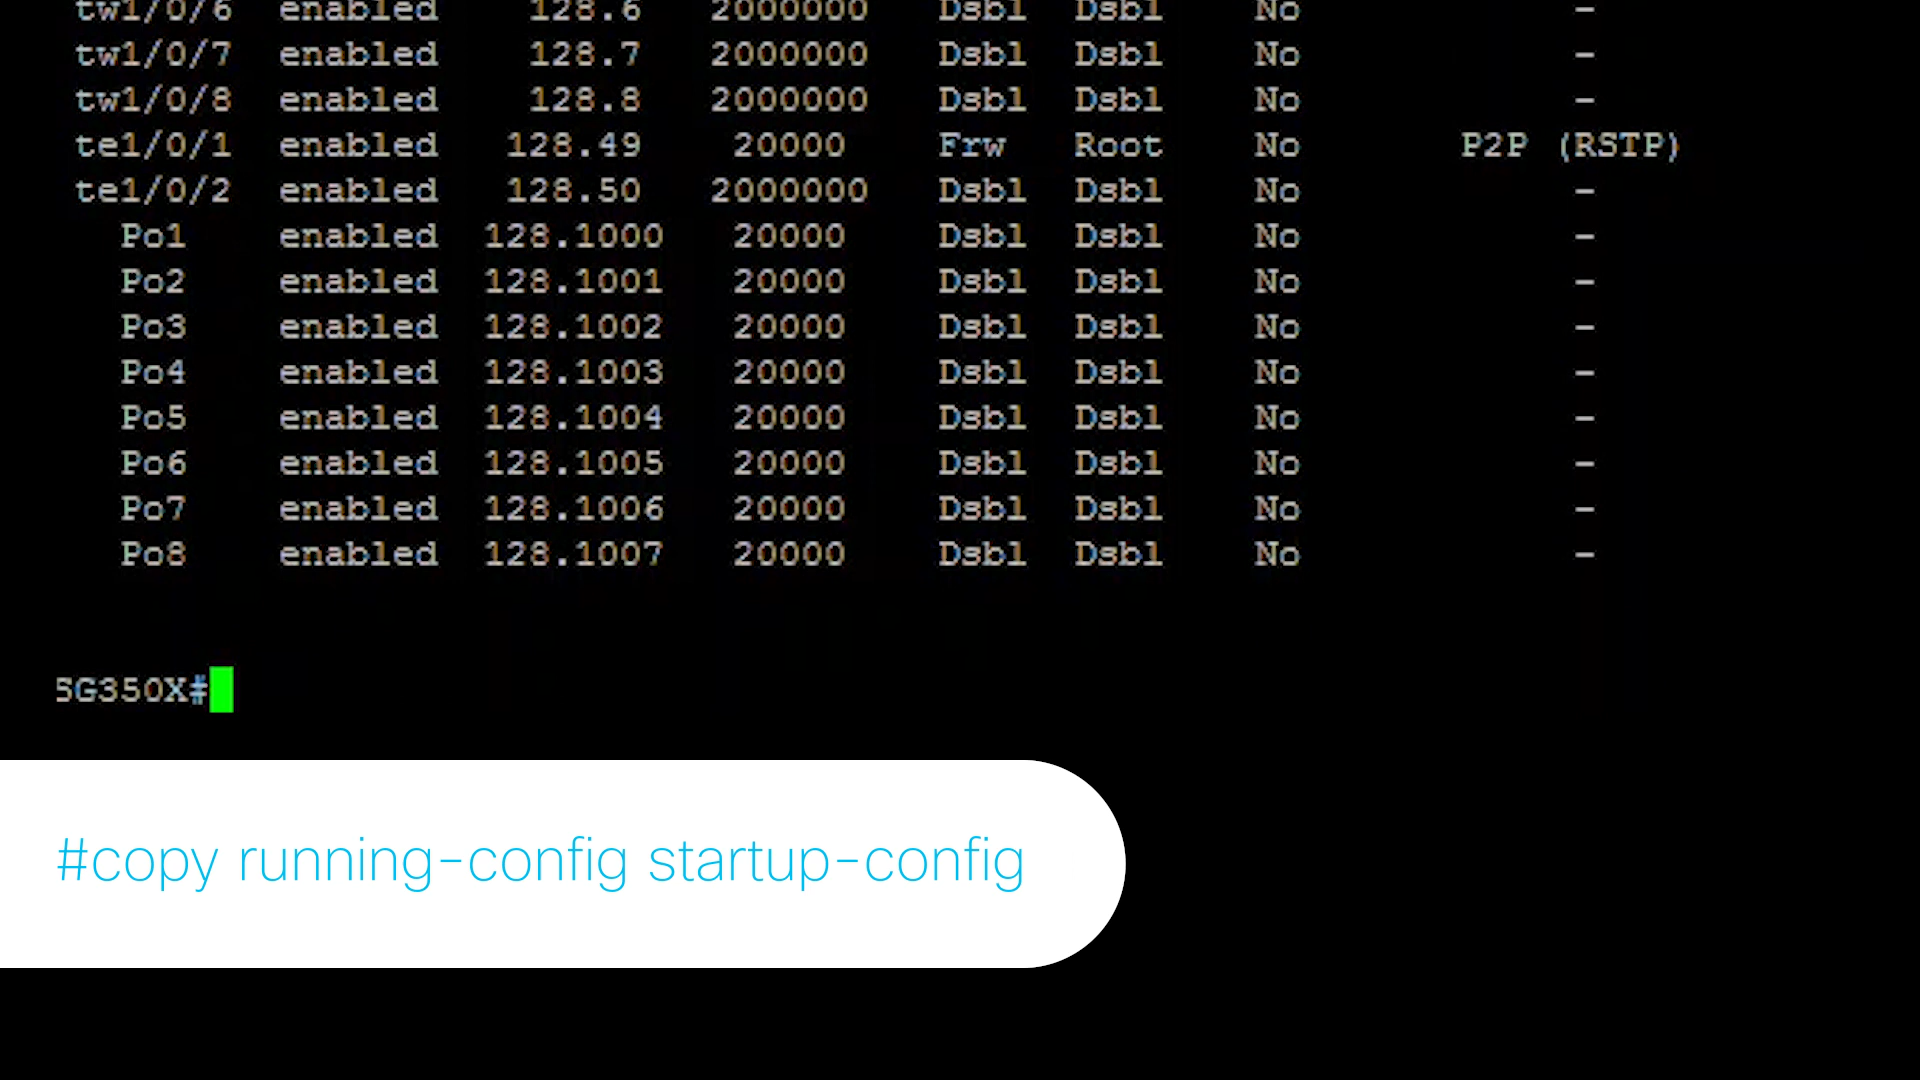 tw1/0/6 enabled 128.6 2000000 Dsbl Dsbl No -
tw1/0/7 enabled 128.7 2000000 Dsbl Dsbl No -
tw1/0/8 enabled 128.8 2000000 Dsbl Dsbl No -
te1/0/1 enabled 128.49 20000 Frw Root No P2P (RSTP)
te1/0/2 enabled 128.50 2000000 Dsbl Dsbl No -
Po1 enabled 128.1000 20000 Dsbl Dsbl No -
Po2 enabled 128.1001 20000 Dsbl Dsbl No -
Po3 enabled 128.1002 20000 Dsbl Dsbl No -
Po4 enabled 128.1003 20000 Dsbl Dsbl No -
Po5 enabled 128.1004 20000 Dsbl Dsbl No -
Po6 enabled 128.1005 20000 Dsbl Dsbl No -
Po7 enabled 128.1006 20000 Dsbl Dsbl No -
Po8 enabled 128.1007 20000 Dsbl Dsbl No -
SG350X#
#copy running-config startup-config